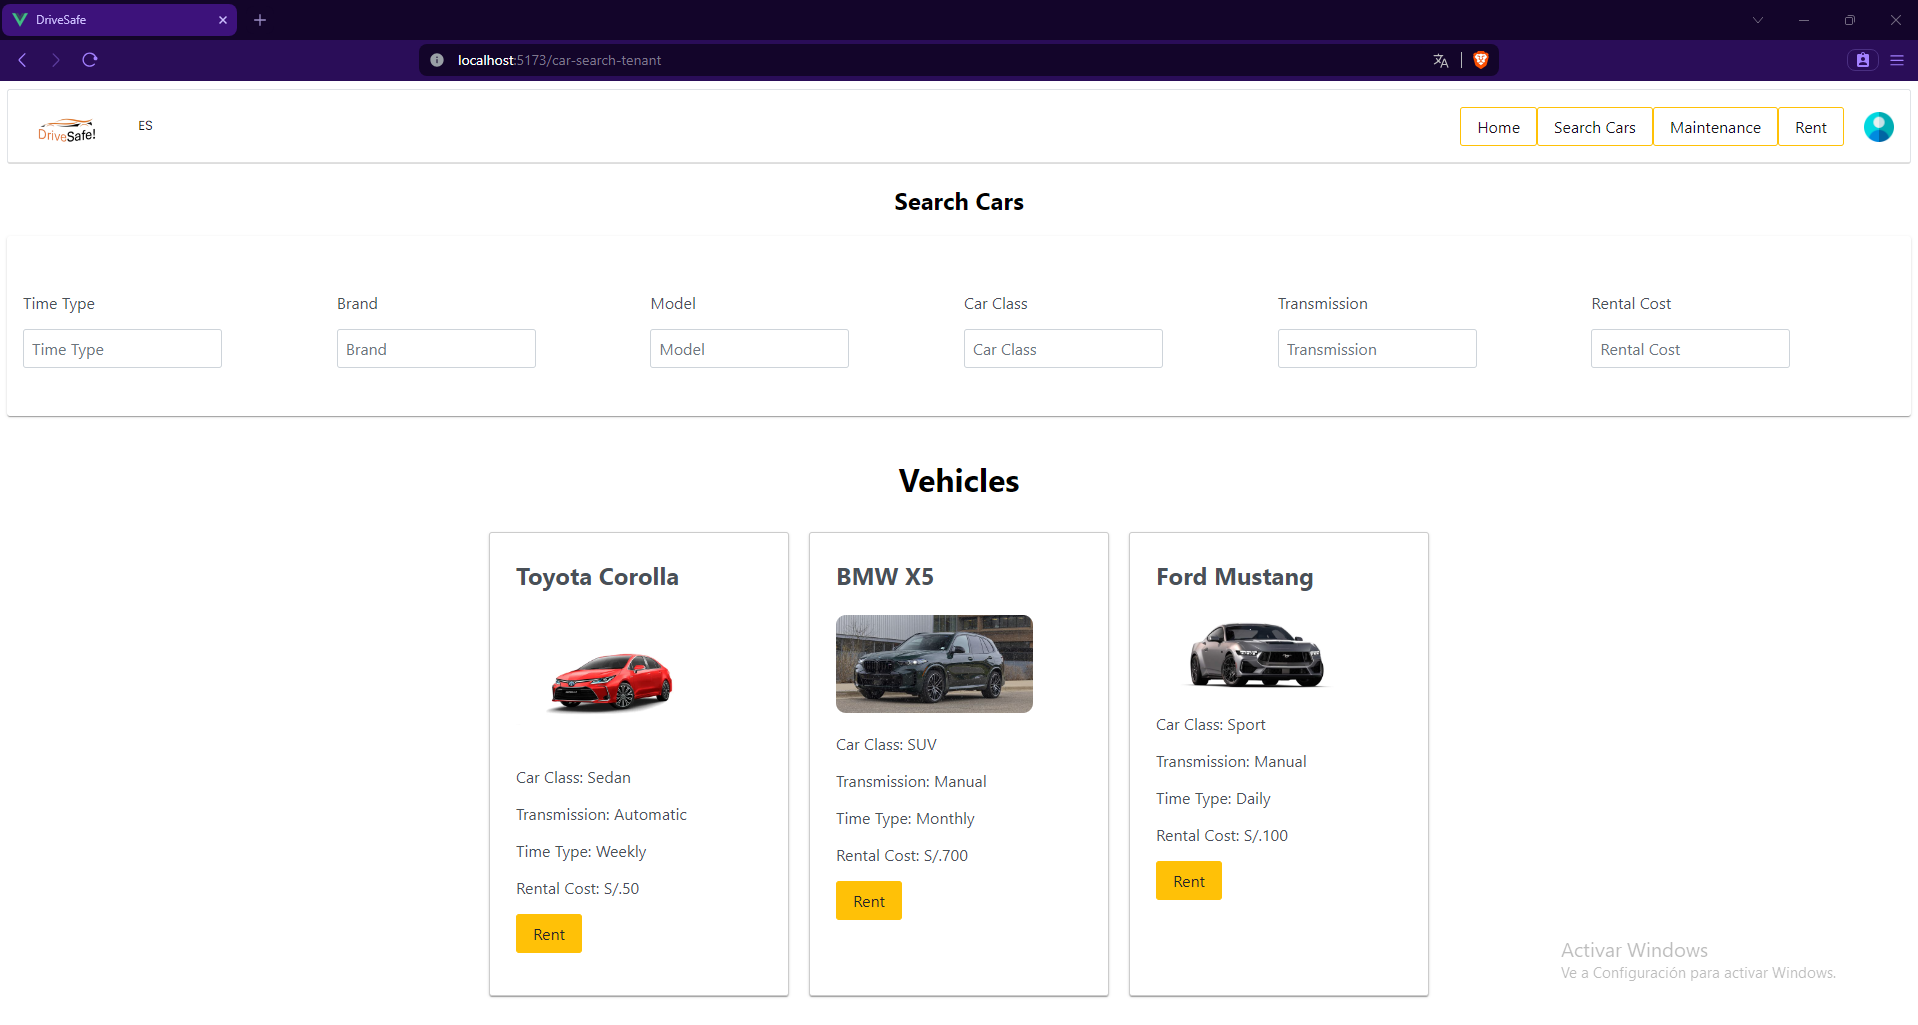 DriveSafe
localhost:5173/car-search-tenant
DriveSafe!
ES
Home
Search Cars
Maintenance
Rent
Search Cars
Time Type
Brand
Model
Car Class
Transmission
Rental Cost
Time Type
Brand
Model
Car Class
Transmission
Rental Cost
Vehicles
Toyota Corolla
Car Class: Sedan
Transmission: Automatic
Time Type: Weekly
Rental Cost: S/.50
Rent
BMW X5
Car Class: SUV
Transmission: Manual
Time Type: Monthly
Rental Cost: S/.700
Rent
Ford Mustang
Car Class: Sport
Transmission: Manual
Time Type: Daily
Rental Cost: S/.100
Rent
Activar Windows
Ve a Configuración para activar Windows.